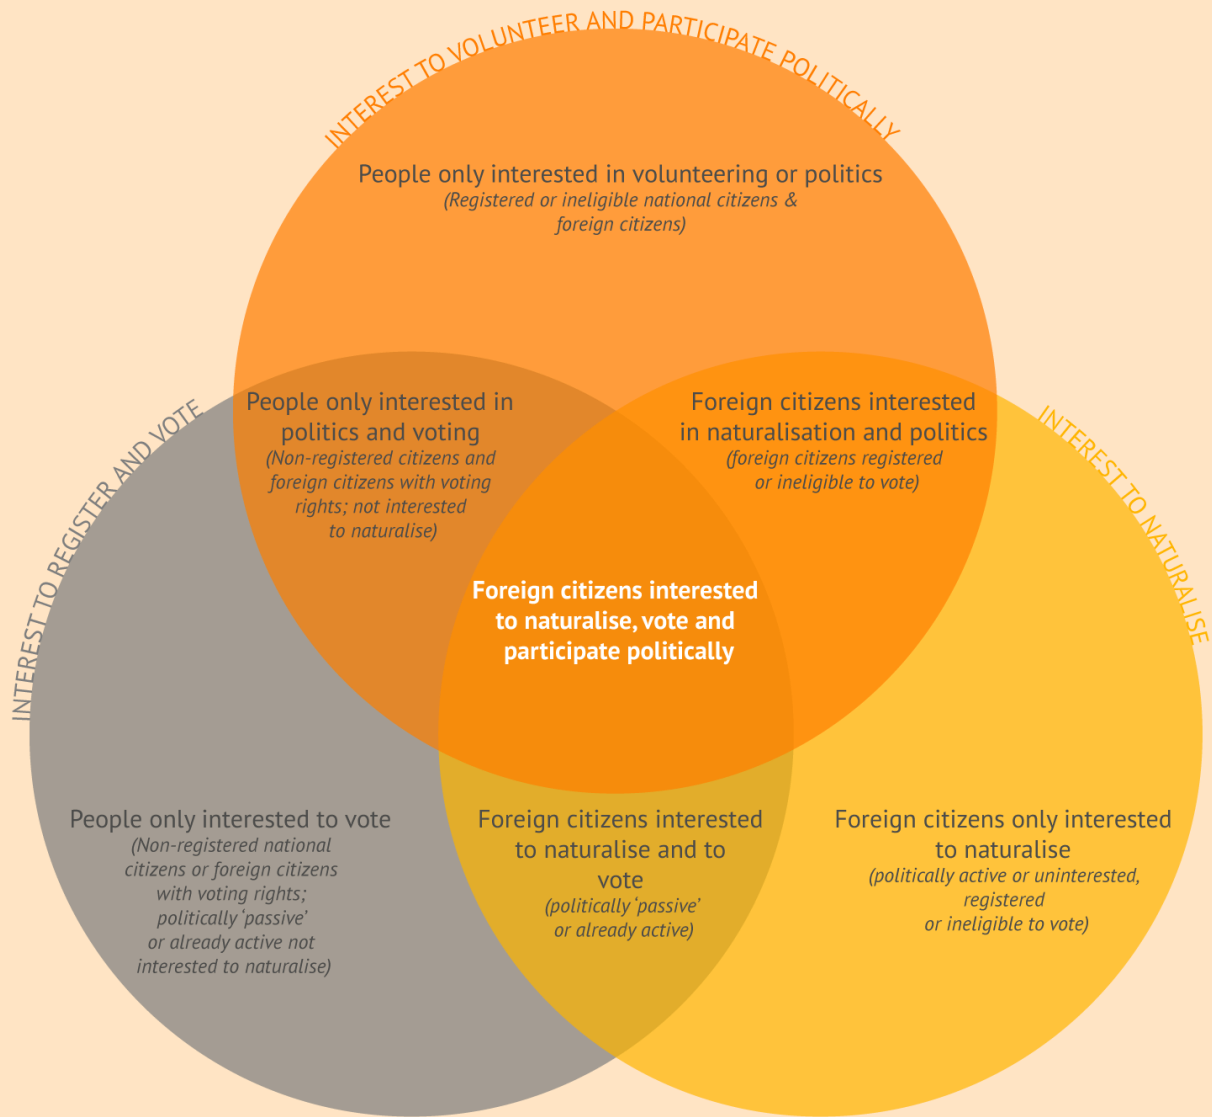 INTEREST TO VOLUNTEER AND PARTICIPATE POLITICALLY
People only interested in volunteering or politics
(Registered or ineligible national citizens &
foreign citizens)
INTEREST TO REGISTER AND VOTE
People only interested in
politics and voting
(Non-registered citizens and
foreign citizens with voting
rights; not interested
to naturalise)
Foreign citizens interested
in naturalisation and politics
(foreign citizens registered
or ineligible to vote)
INTEREST TO NATURALISE
Foreign citizens interested
to naturalise, vote and
participate politically
People only interested to vote
(Non-registered national
citizens or foreign citizens
with voting rights;
politically ‘passive’
or already active not
interested to naturalise)
Foreign citizens interested
to naturalise and to
vote
(politically ‘passive’
or already active)
Foreign citizens only interested
to naturalise
(politically active or uninterested,
registered
or ineligible to vote)